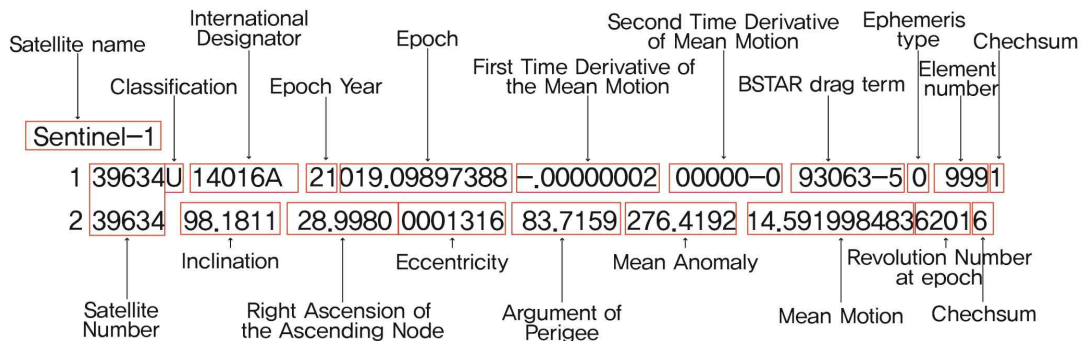 International
Designator
Second Time Derivative
of Mean Motion
Ephemeris
type
Satellite name
Epoch
Chechsum
First Time Derivative of
the Mean Motion
Element
number
Classification
Epoch Year
BSTAR drag term
Sentinel-1
1 39634U 14016A 21019.09897388 -.00000002 00000-0 93063-5 0 9991
2 39634 98.1811 28.9980 0001316 83.7159 276.4192 14.59199848362016
Inclination
Eccentricity
Mean Anomaly
Revolution Number
at epoch
Satellite
Number
Right Ascension of
the Ascending Node
Argument of
Perigee
Mean Motion
Chechsum